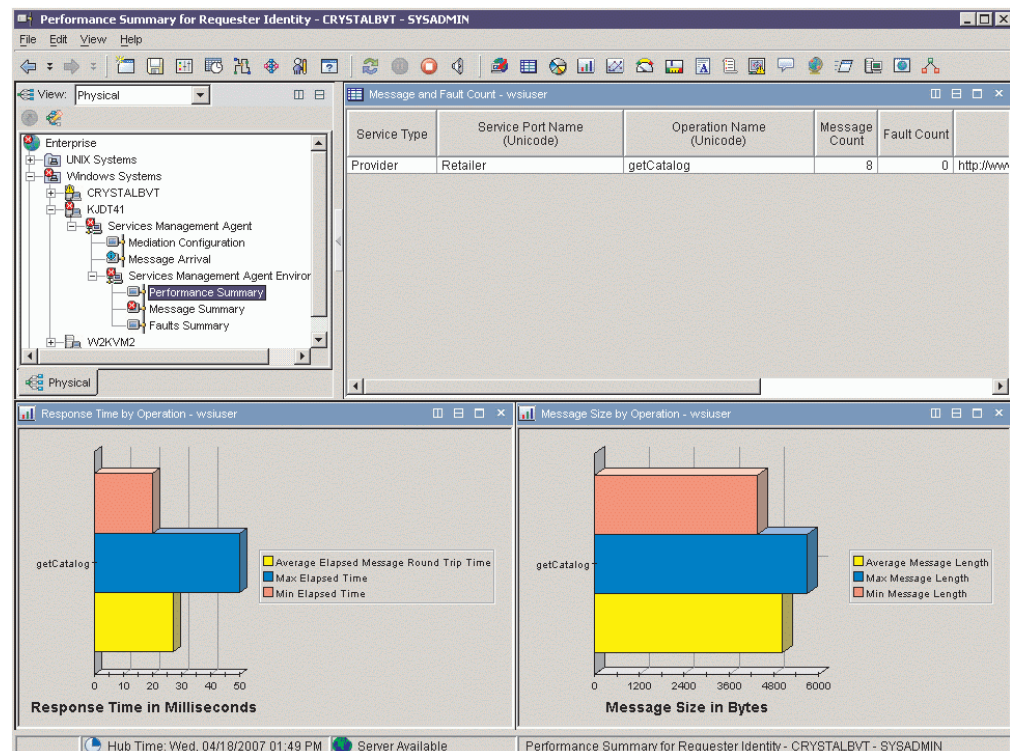 Performance Summary for Requester Identity - CRYSTALBVT - SYSADMIN
File Edit View Help
View: Physical
Enterprise
UNIX Systems
Windows Systems
CRYSTALBVT
KJDT41
Services Management Agent
Mediation Configuration
Message Arrival
Services Management Agent Enviror
Performance Summary
Message Summary
Faults Summary
W2KVM2
Physical
Message and Fault Count - wsiuser
Service Type Service Port Name (Unicode) Operation Name (Unicode) Message Count Fault Count
Provider Retailer getCatalog 8 0 http://www
Response Time by Operation - wsiuser
getCatalog
Average Elapsed Message Round Trip Time
Max Elapsed Time
Min Elapsed Time
0 10 20 30 40 50
Response Time in Milliseconds
Message Size by Operation - wsiuser
getCatalog
Average Message Length
Max Message Length
Min Message Length
0 1200 2400 3600 4800 6000
Message Size in Bytes
Hub Time: Wed, 04/18/2007 01:49 PM Server Available Performance Summary for Requester Identity - CRYSTALBVT - SYSADMIN